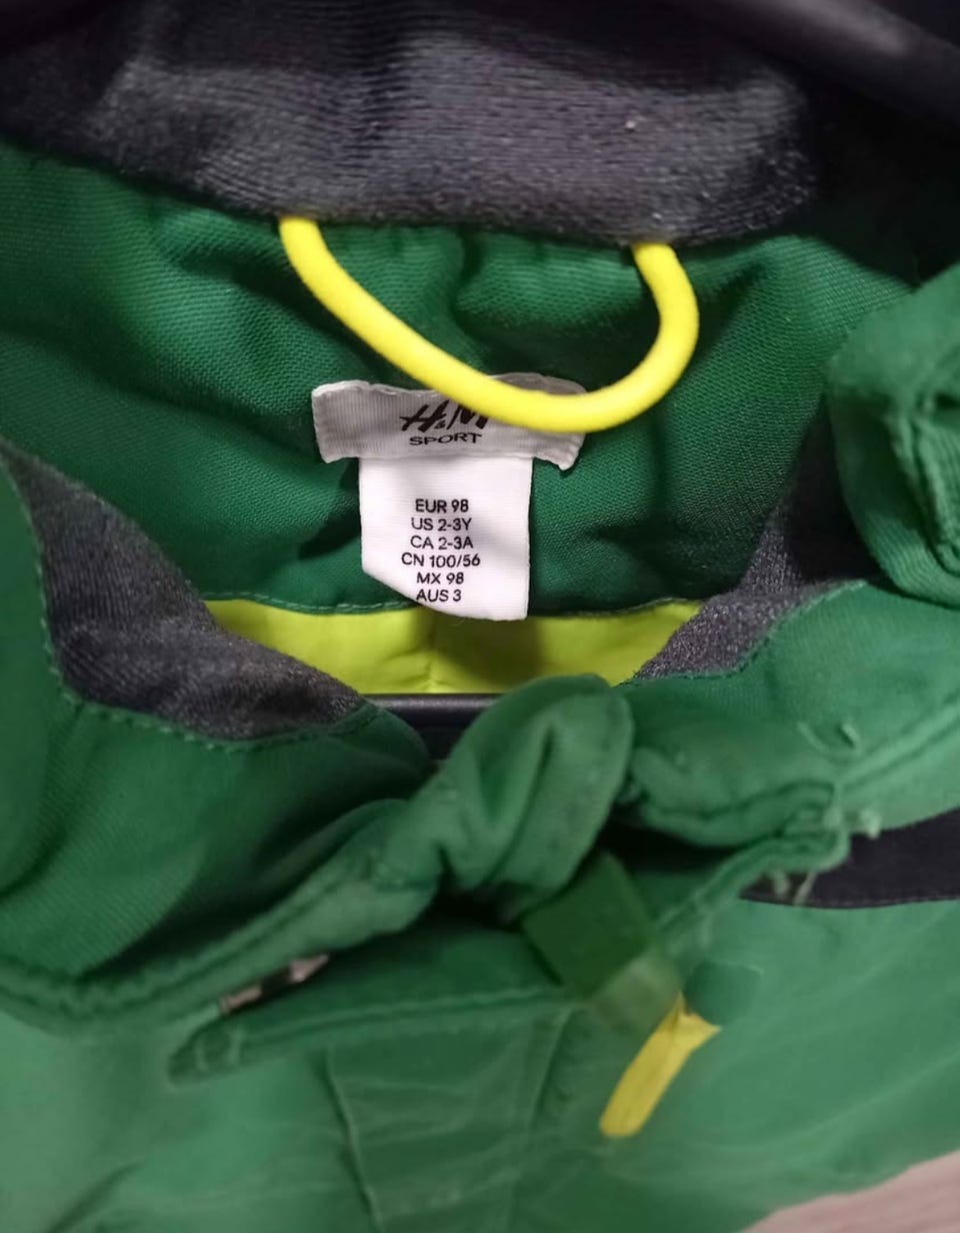 H&M
SPORT
EUR 98
US 2-3Y
CA 2-3A
CN 100/56
MX 98
AUS 3